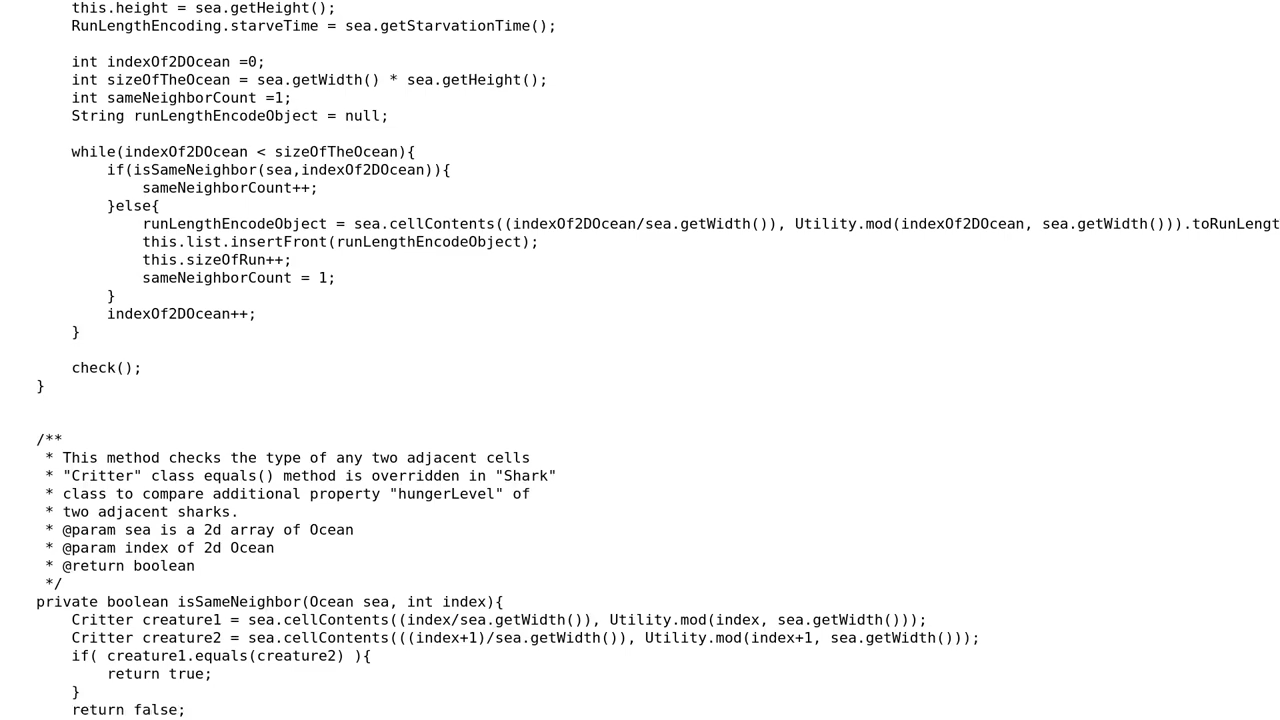 this.height = sea.getHeight();
RunLengthEncoding.starveTime = sea.getStarvationTime();
int indexOf2DOcean =0;
int sizeOfTheOcean = sea.getWidth() * sea.getHeight();
int sameNeighborCount =1;
String runLengthEncodeObject = null;
while(indexOf2DOcean < sizeOfTheOcean){
if(isSameNeighbor(sea,indexOf2DOcean)){
sameNeighborCount++;
}else{
runLengthEncodeObject = sea.cellContents((indexOf2DOcean/sea.getWidth()), Utility.mod(indexOf2DOcean, sea.getWidth())).toRunLengt
this.list.insertFront(runLengthEncodeObject);
this.sizeOfRun++;
sameNeighborCount = 1;
}
indexOf2DOcean++;
}
check();
}
/**
* This method checks the type of any two adjacent cells
* "Critter" class equals() method is overridden in "Shark"
* class to compare additional property "hungerLevel" of
* two adjacent sharks.
* @param sea is a 2d array of Ocean
* @param index of 2d Ocean
* @return boolean
*/
private boolean isSameNeighbor(Ocean sea, int index){
Critter creature1 = sea.cellContents((index/sea.getWidth()), Utility.mod(index, sea.getWidth()));
Critter creature2 = sea.cellContents(((index+1)/sea.getWidth()), Utility.mod(index+1, sea.getWidth()));
if( creature1.equals(creature2) ){
return true;
}
return false;